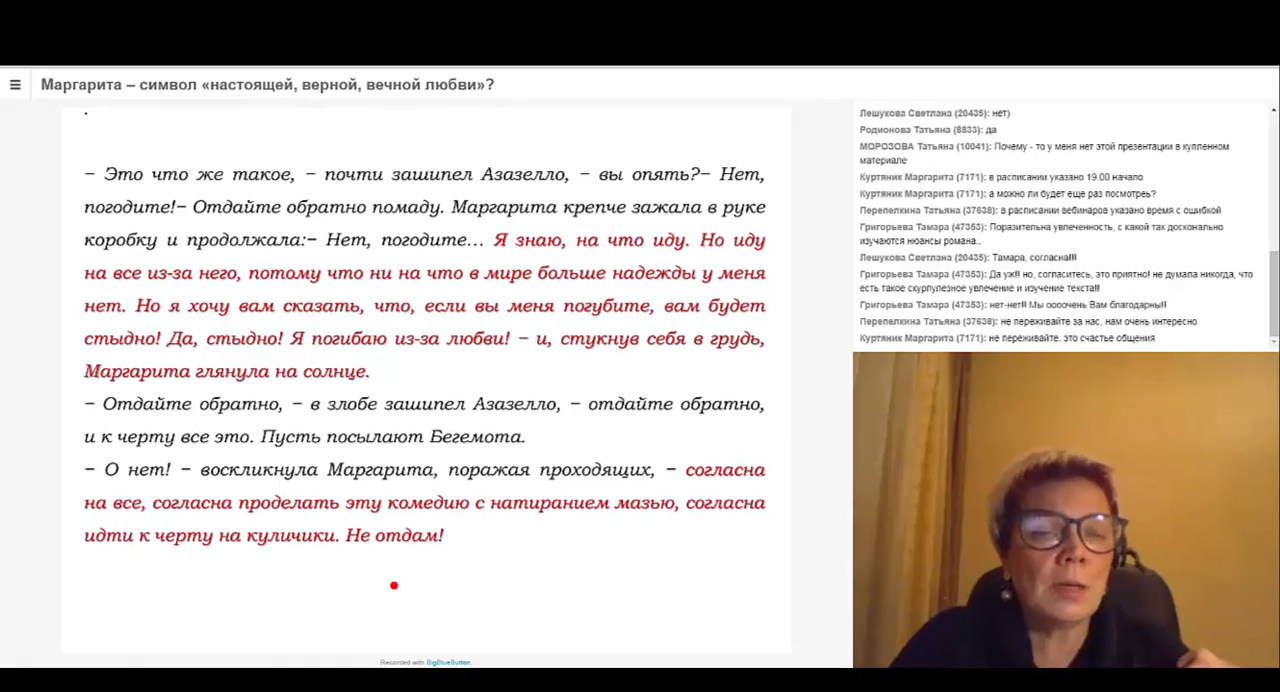 Маргарита – символ «настоящей, верной, вечной любви»?
.
– Это что же такое, – почти зашипел Азазелло, – вы опять?– Нет,
погодите!– Отдайте обратно помаду. Маргарита крепче зажала в руке
коробку и продолжала:– Нет, погодите... Я знаю, на что иду. Но иду
на все из-за него, потому что ни на что в мире больше надежды у меня
нет. Но я хочу вам сказать, что, если вы меня погубите, вам будет
стыдно! Да, стыдно! Я погибаю из-за любви! – и, стукнув себя в грудь,
Маргарита глянула на солнце.
– Отдайте обратно, – в злобе зашипел Азазелло, – отдайте обратно,
и к черту все это. Пусть посылают Бегемота.
– О нет! – воскликнула Маргарита, поражая проходящих, – согласна
на все, согласна проделать эту комедию с натиранием мазью, согласна
идти к черту на куличики. Не отдам!
Recorded with BigBlueButton.
Лешукова Светлана (20435): нет)
Родионова Татьяна (8833): да
МОРОЗОВА Татьяна (10041): Почему - то у меня нет этой презентации в купленном
материале
Куртяник Маргарита (7171): в расписании указано 19.00 начало
Куртяник Маргарита (7171): а можно ли будет еще раз посмотреь?
Перепелкина Татьяна (37638): в расписании вебинаров указано время с ошибкой
Григорьева Тамара (47353): Поразительна увлеченность, с какой так досконально
изучаются нюансы романа..
Лешукова Светлана (20435): Тамара, согласна!!!
Григорьева Тамара (47353): Да уж!! но, согласитесь, это приятно! не думала никогда, что
есть такое скурпулезное увлечение и изучение текста!!
Григорьева Тамара (47353): нет-нет!! Мы оооочень Вам благодарны!!
Перепелкина Татьяна (37638): не переживайте за нас, нам очень интересно
Куртяник Маргарита (7171): не переживайте. это счастье общения